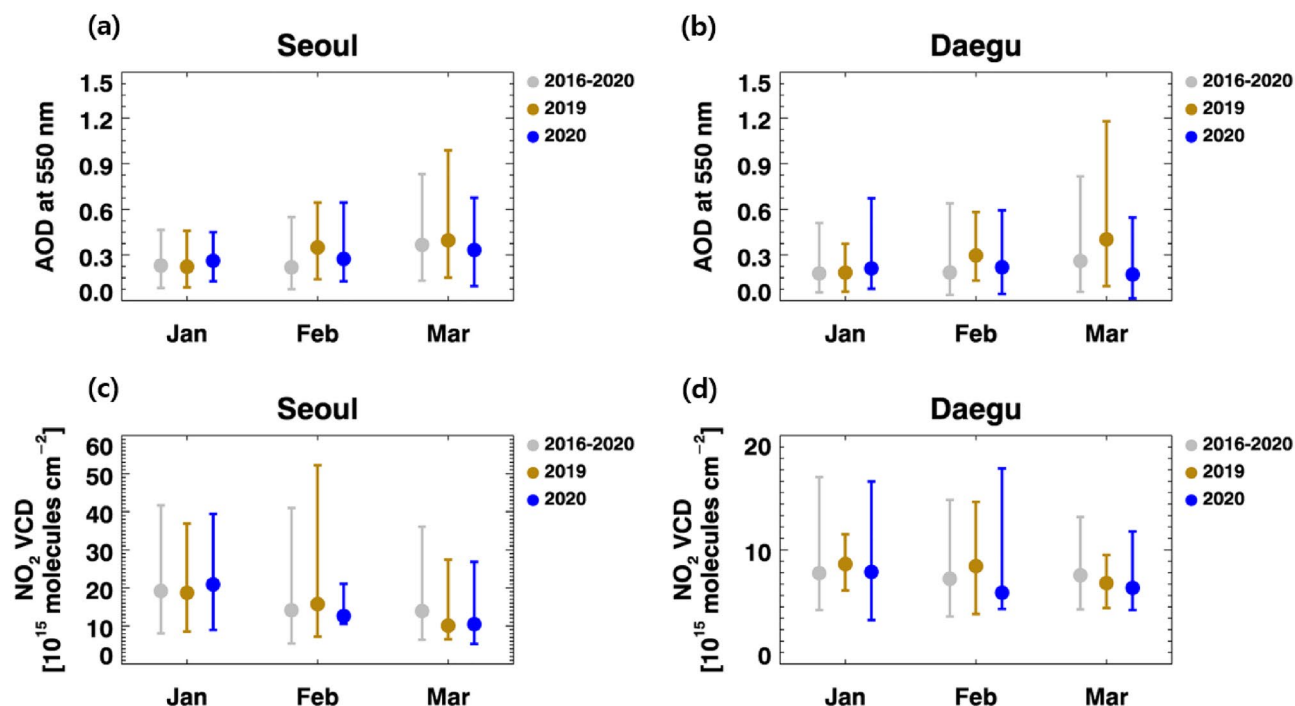 (a)
Seoul
AOD at 550 nm
1.5
1.2
0.9
0.6
0.3
0.0
Jan Feb Mar
2016-2020
2019
2020
(b)
Daegu
AOD at 550 nm
1.5
1.2
0.9
0.6
0.3
0.0
Jan Feb Mar
2016-2020
2019
2020
(c)
Seoul
NO₂ VCD
[10¹⁵ molecules cm⁻²]
60
50
40
30
20
10
0
Jan Feb Mar
2016-2020
2019
2020
(d)
Daegu
NO₂ VCD
[10¹⁵ molecules cm⁻²]
20
10
0
Jan Feb Mar
2016-2020
2019
2020